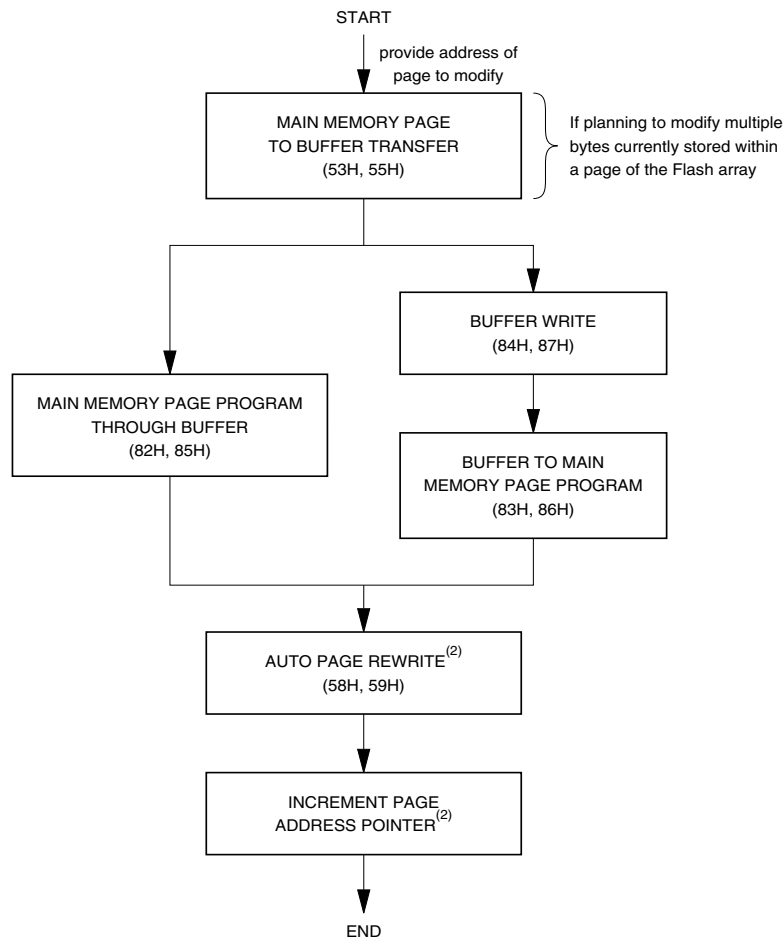 START
provide address of
page to modify
MAIN MEMORY PAGE
TO BUFFER TRANSFER
(53H, 55H)
If planning to modify multiple
bytes currently stored within
a page of the Flash array
BUFFER WRITE
(84H, 87H)
MAIN MEMORY PAGE PROGRAM
THROUGH BUFFER
(82H, 85H)
BUFFER TO MAIN
MEMORY PAGE PROGRAM
(83H, 86H)
AUTO PAGE REWRITE(2)
(58H, 59H)
INCREMENT PAGE
ADDRESS POINTER(2)
END